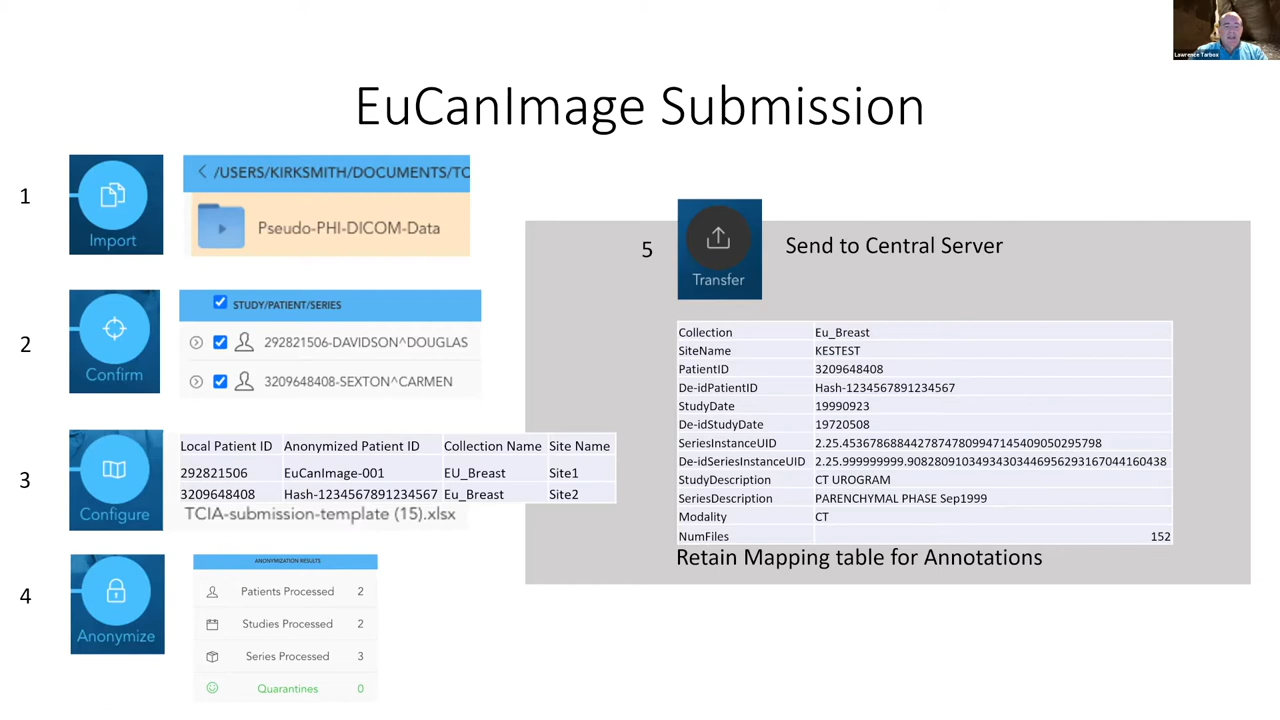 Lawrence Tarbox
EuCanImage Submission
1
Import
/USERS/KIRKSMITH/DOCUMENTS/TC
Pseudo-PHI-DICOM-Data
2
Confirm
STUDY/PATIENT/SERIES
292821506-DAVIDSON^DOUGLAS
3209648408-SEXTON^CARMEN
3
Configure
Local Patient ID Anonymized Patient ID Collection Name Site Name
292821506 EuCanImage-001 EU_Breast Site1
3209648408 Hash-1234567891234567 Eu_Breast Site2
TCIA-submission-template (15).xlsx
4
Anonymize
ANONYMIZATION RESULTS
Patients Processed 2
Studies Processed 2
Series Processed 3
Quarantines 0
5
Transfer
Send to Central Server
Collection Eu_Breast
SiteName KESTEST
PatientID 3209648408
De-idPatientID Hash-1234567891234567
StudyDate 19990923
De-idStudyDate 19720508
SeriesInstanceUID 2.25.45367868844278747809947145409050295798
De-idSeriesInstanceUID 2.25.999999999.90828091034934303446956293167044160438
StudyDescription CT UROGRAM
SeriesDescription PARENCHYMAL PHASE Sep1999
Modality CT
NumFiles 152
Retain Mapping table for Annotations